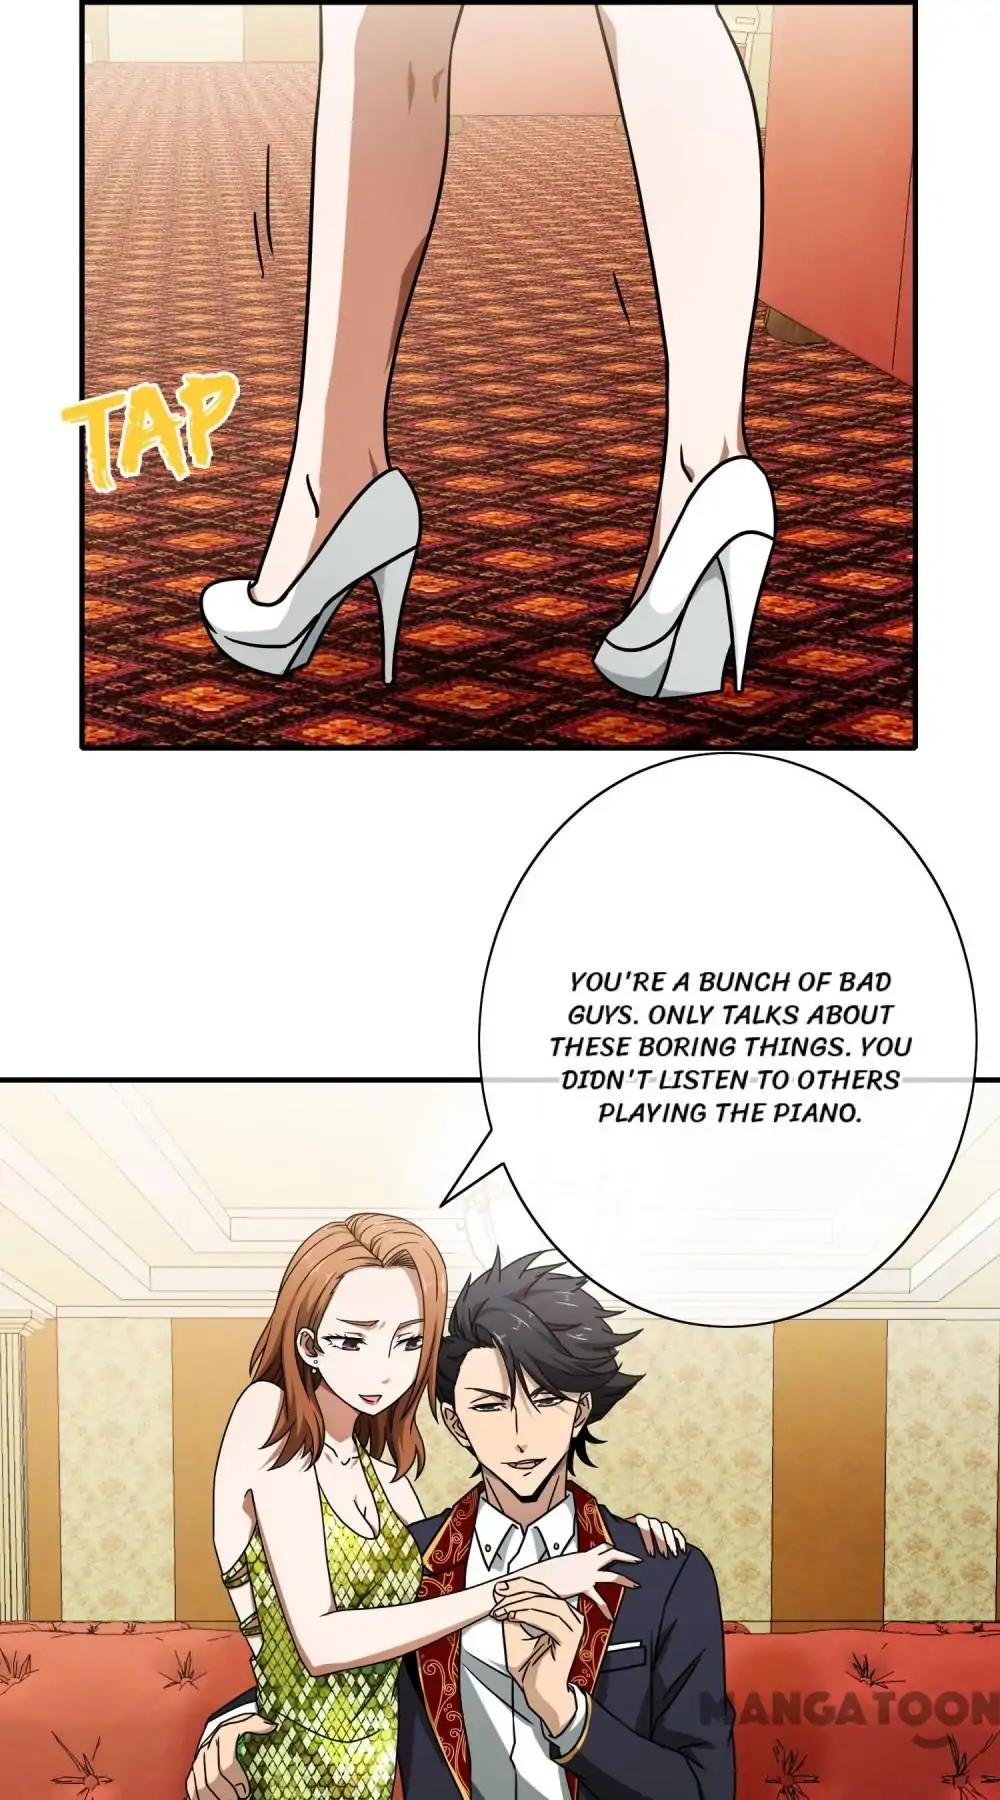 TAP
YOU'RE A BUNCH OF BAD
GUYS. ONLY TALKS ABOUT
THESE BORING THINGS. YOU
DIDN'T LISTEN TO OTHERS
PLAYING THE PIANO.
MANGATOON